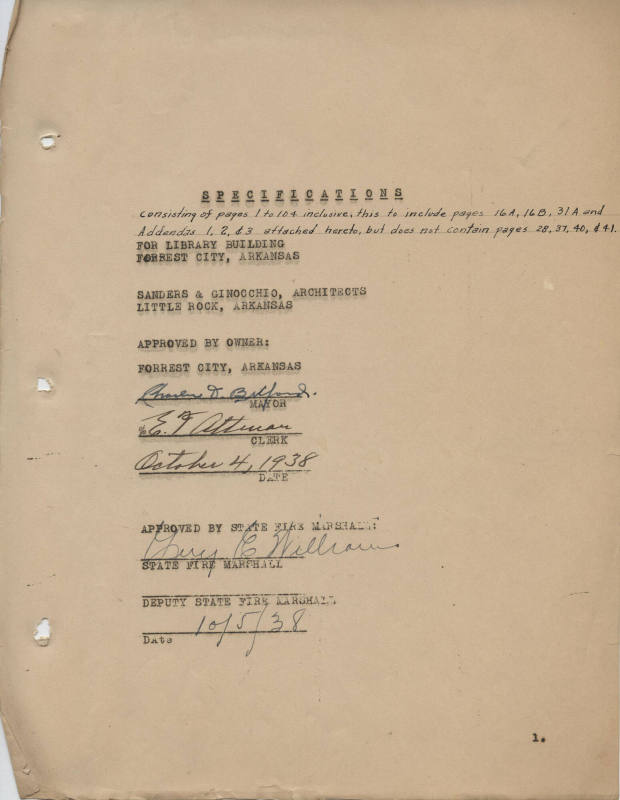 SPECIFICATIONS
consisting of pages 1 to 104 inclusive, this to include pages 16A, 16B, 31A and
Addendas 1, 2, & 3 attached hereto, but does not contain pages 28, 37, 40, & 41.
FOR LIBRARY BUILDING
FORREST CITY, ARKANSAS
SANDERS & GINOCCHIO, ARCHITECTS
LITTLE ROCK, ARKANSAS
APPROVED BY OWNER:
FORREST CITY, ARKANSAS
D.
MAYOR
E. F.
CLERK
October 4, 1938
DATE
APPROVED BY STATE FIRE MARSHALL:
Williams
STATE FIRE MARSHALL
DEPUTY STATE FIRE MARSHALL
10/5/38
Date
1.